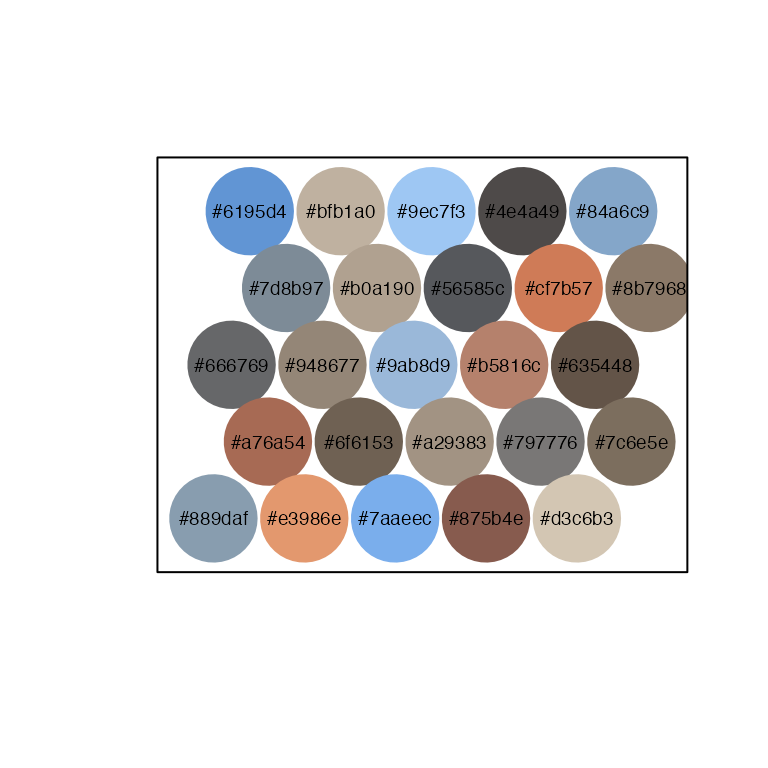 #6195d4 #bfb1a0 #9ec7f3 #4e4a49 #84a6c9
#7d8b97 #b0a190 #56585c #cf7b57 #8b7968
#666769 #948677 #9ab8d9 #b5816c #635448
#a76a54 #6f6153 #a29383 #797776 #7c6e5e
#889daf #e3986e #7aaeec #875b4e #d3c6b3